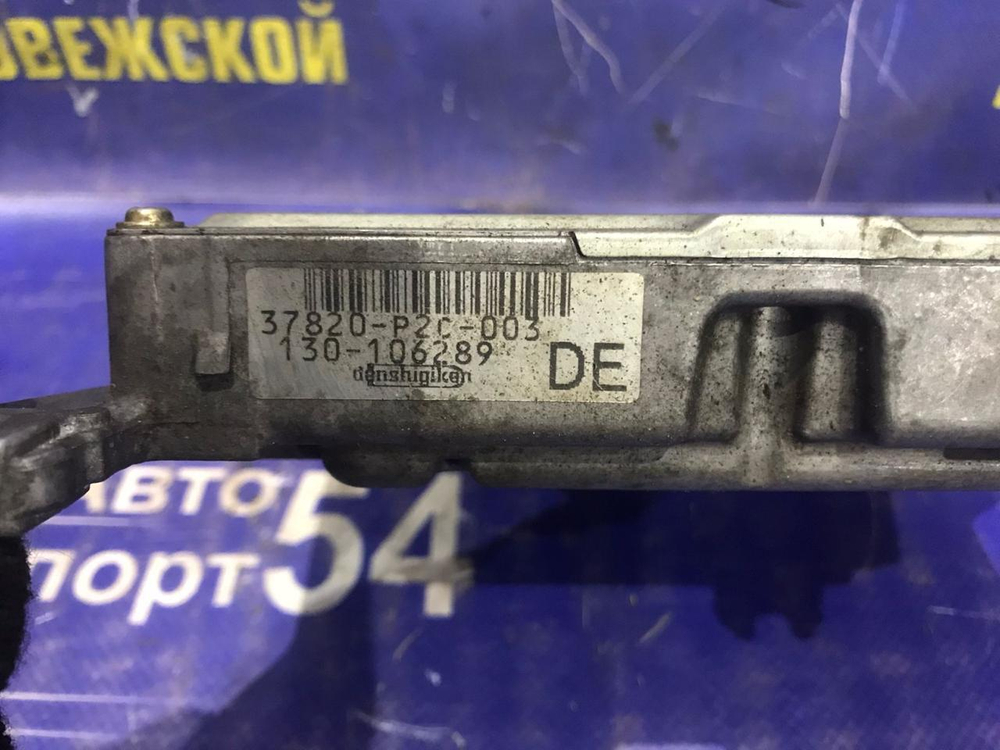 ОВЕЖСКОЙ
37820-P2C-003
130-106289
denshigiken
DE
АВТО
порт 54